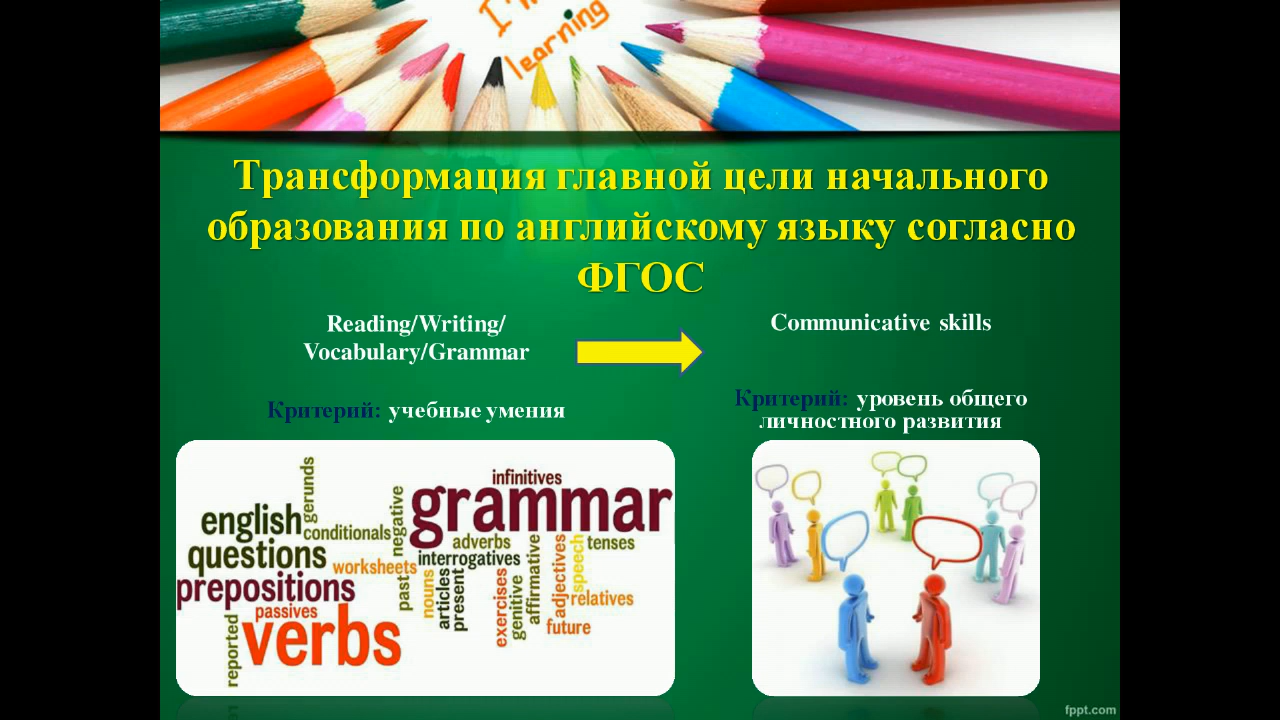 I'm
learning
Трансформация главной цели начального
образования по английскому языку согласно
ФГОС
Reading/Writing/
Vocabulary/Grammar
Communicative skills
Критерий: учебные умения
Критерий: уровень общего
личностного развития
gerunds
infinitives
english
conditionals
negative
grammar
questions
adverbs
tenses
interrogatives
worksheets
prepositions
past
nouns
articles
present
exercises
genitive
affirmative
adjectives
speech
relatives
passives
verbs
future
reported
fppt.com